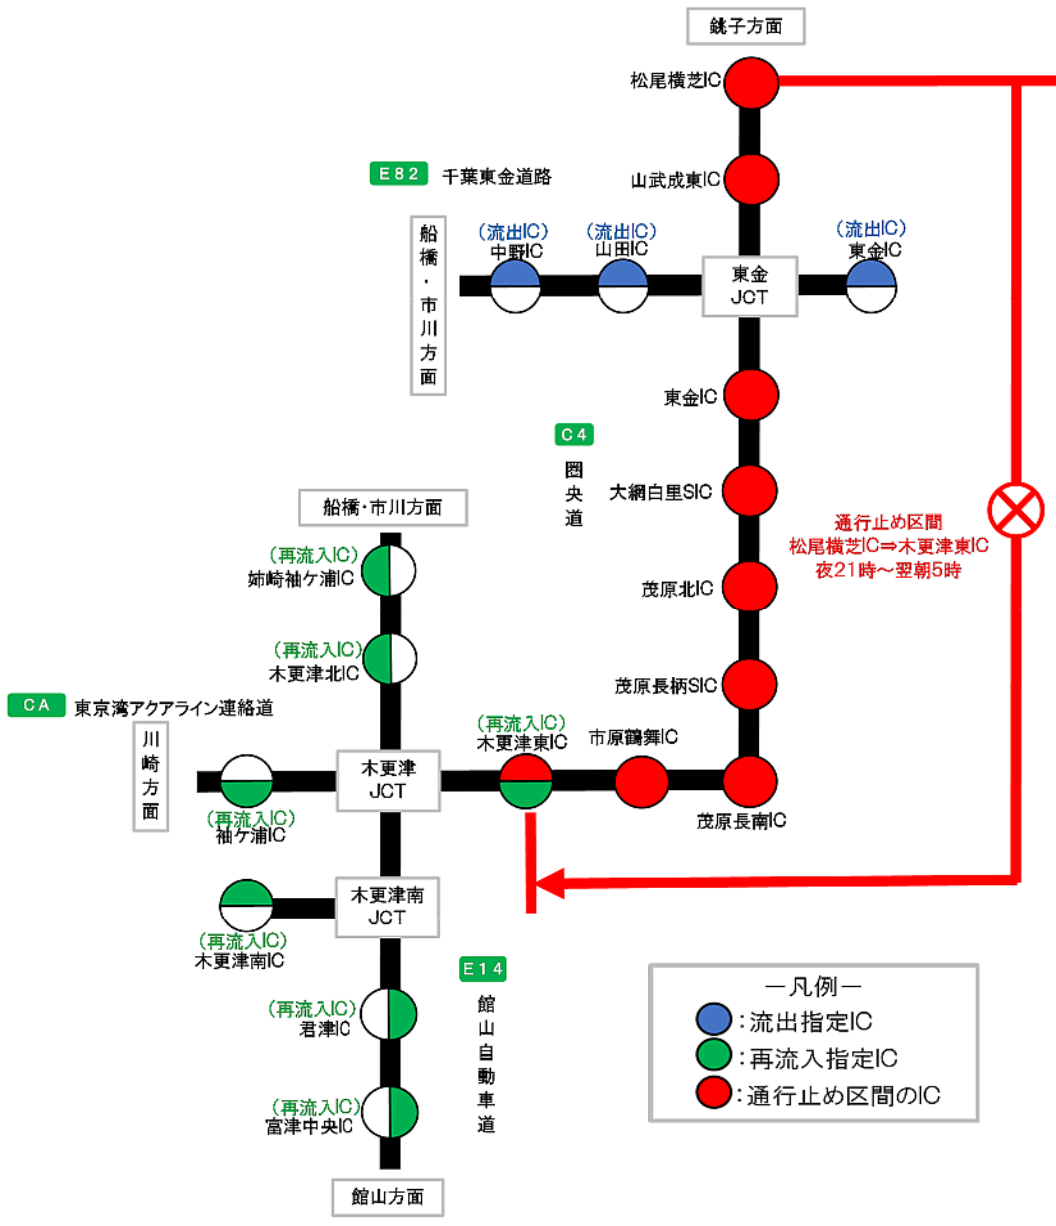 銚子方面
松尾横芝IC
山武成東IC
E82 千葉東金道路
船橋・市川方面
(流出IC)
中野IC
(流出IC)
山田IC
(流出IC)
東金IC
東金
JCT
東金IC
C4
圏央道
大網白里SIC
通行止め区間
松尾横芝IC⇒木更津東IC
夜21時～翌朝5時
茂原北IC
茂原長柄SIC
茂原長南IC
市原鶴舞IC
(再流入IC)
木更津東IC
船橋・市川方面
(再流入IC)
姉崎袖ケ浦IC
(再流入IC)
木更津北IC
CA 東京湾アクアライン連絡道
川崎方面
木更津
JCT
(再流入IC)
袖ケ浦IC
木更津南
JCT
(再流入IC)
木更津南IC
E14
館山自動車道
(再流入IC)
君津IC
(再流入IC)
富津中央IC
館山方面
－凡例－
:流出指定IC
:再流入指定IC
:通行止め区間のIC